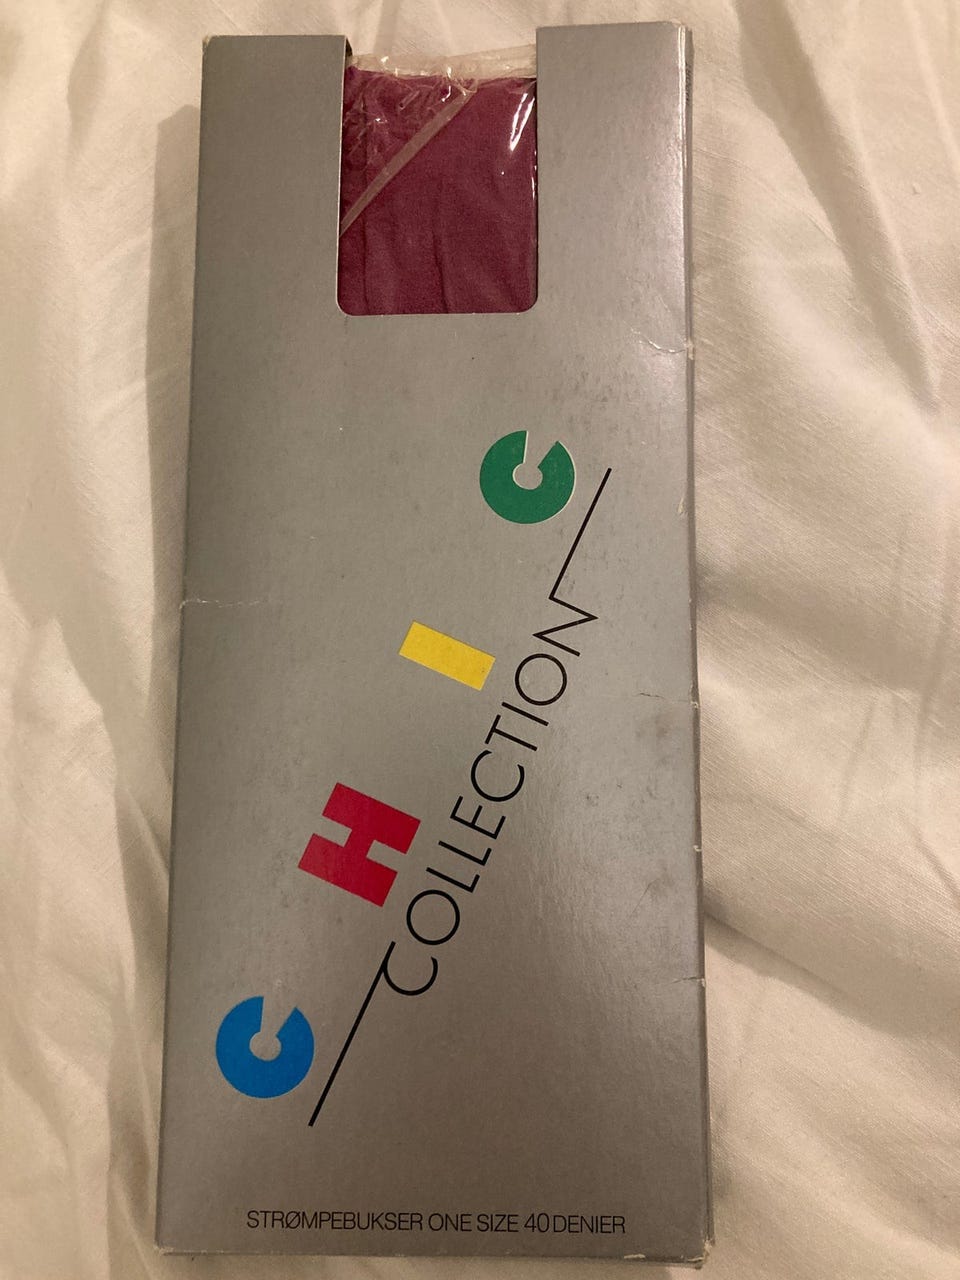 CHIC
COLLECTION
STRØMPEBUKSER ONE SIZE 40 DENIER